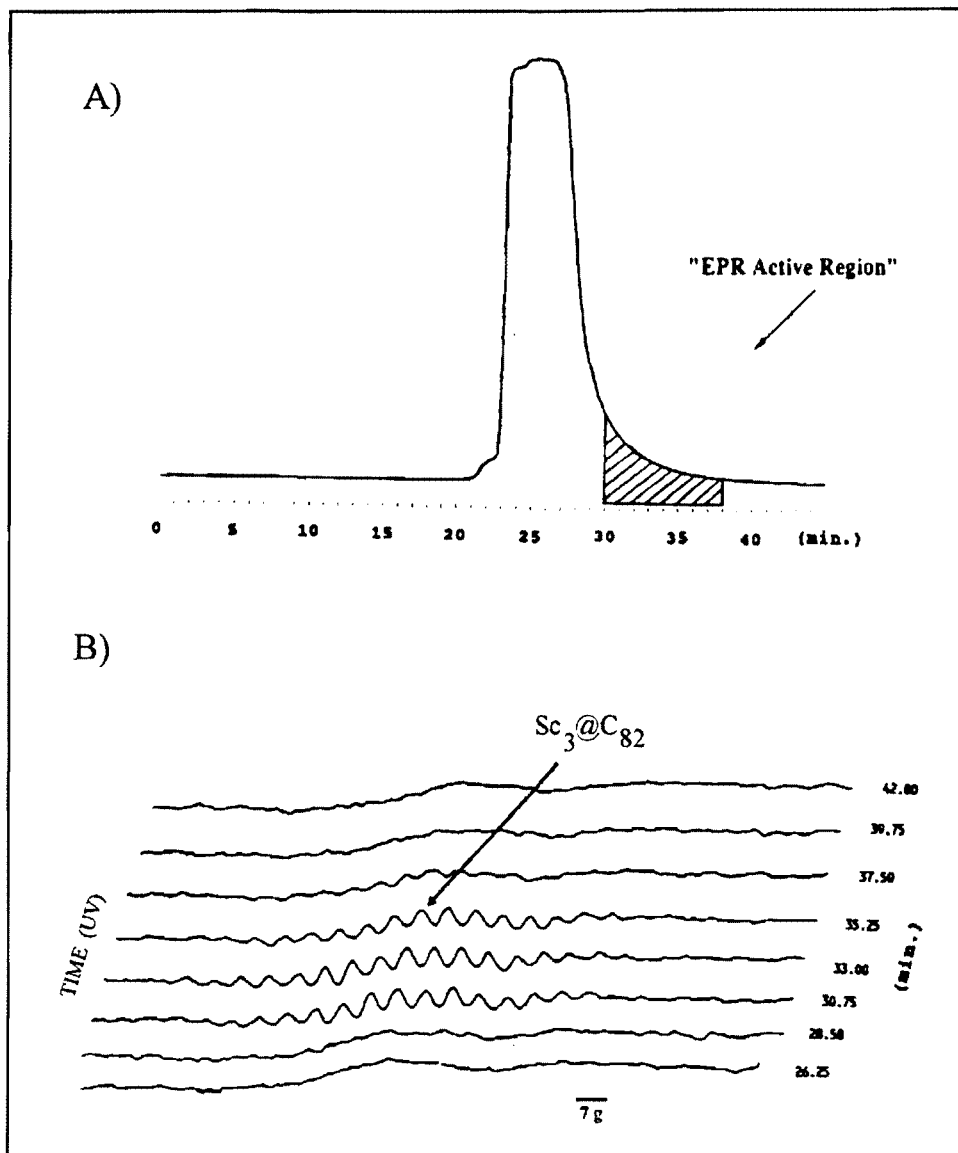 A)
"EPR Active Region"
0 5 10 15 20 25 30 35 40 (min.)
B)
Sc3@C82
42.00
39.75
37.50
35.25
33.00
30.75
28.50
26.25
TIME (UV)
(min.)
7 g